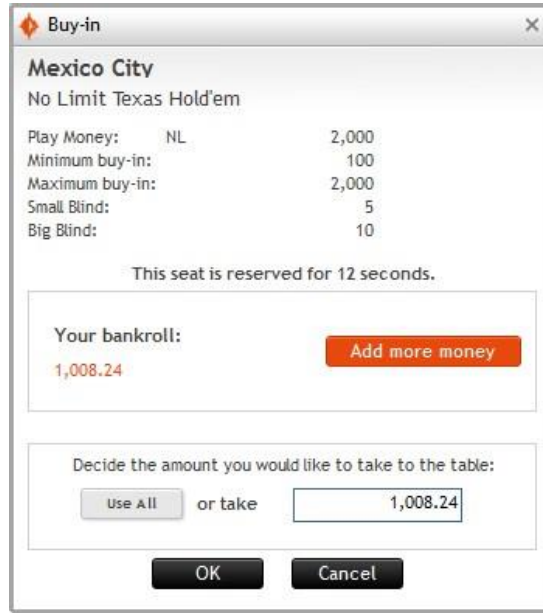 Buy-in
Mexico City
No Limit Texas Hold'em
Play Money: NL 2,000
Minimum buy-in: 100
Maximum buy-in: 2,000
Small Blind: 5
Big Blind: 10
This seat is reserved for 12 seconds.
Your bankroll:
Add more money
1,008.24
Decide the amount you would like to take to the table:
Use All or take 1,008.24
OK Cancel